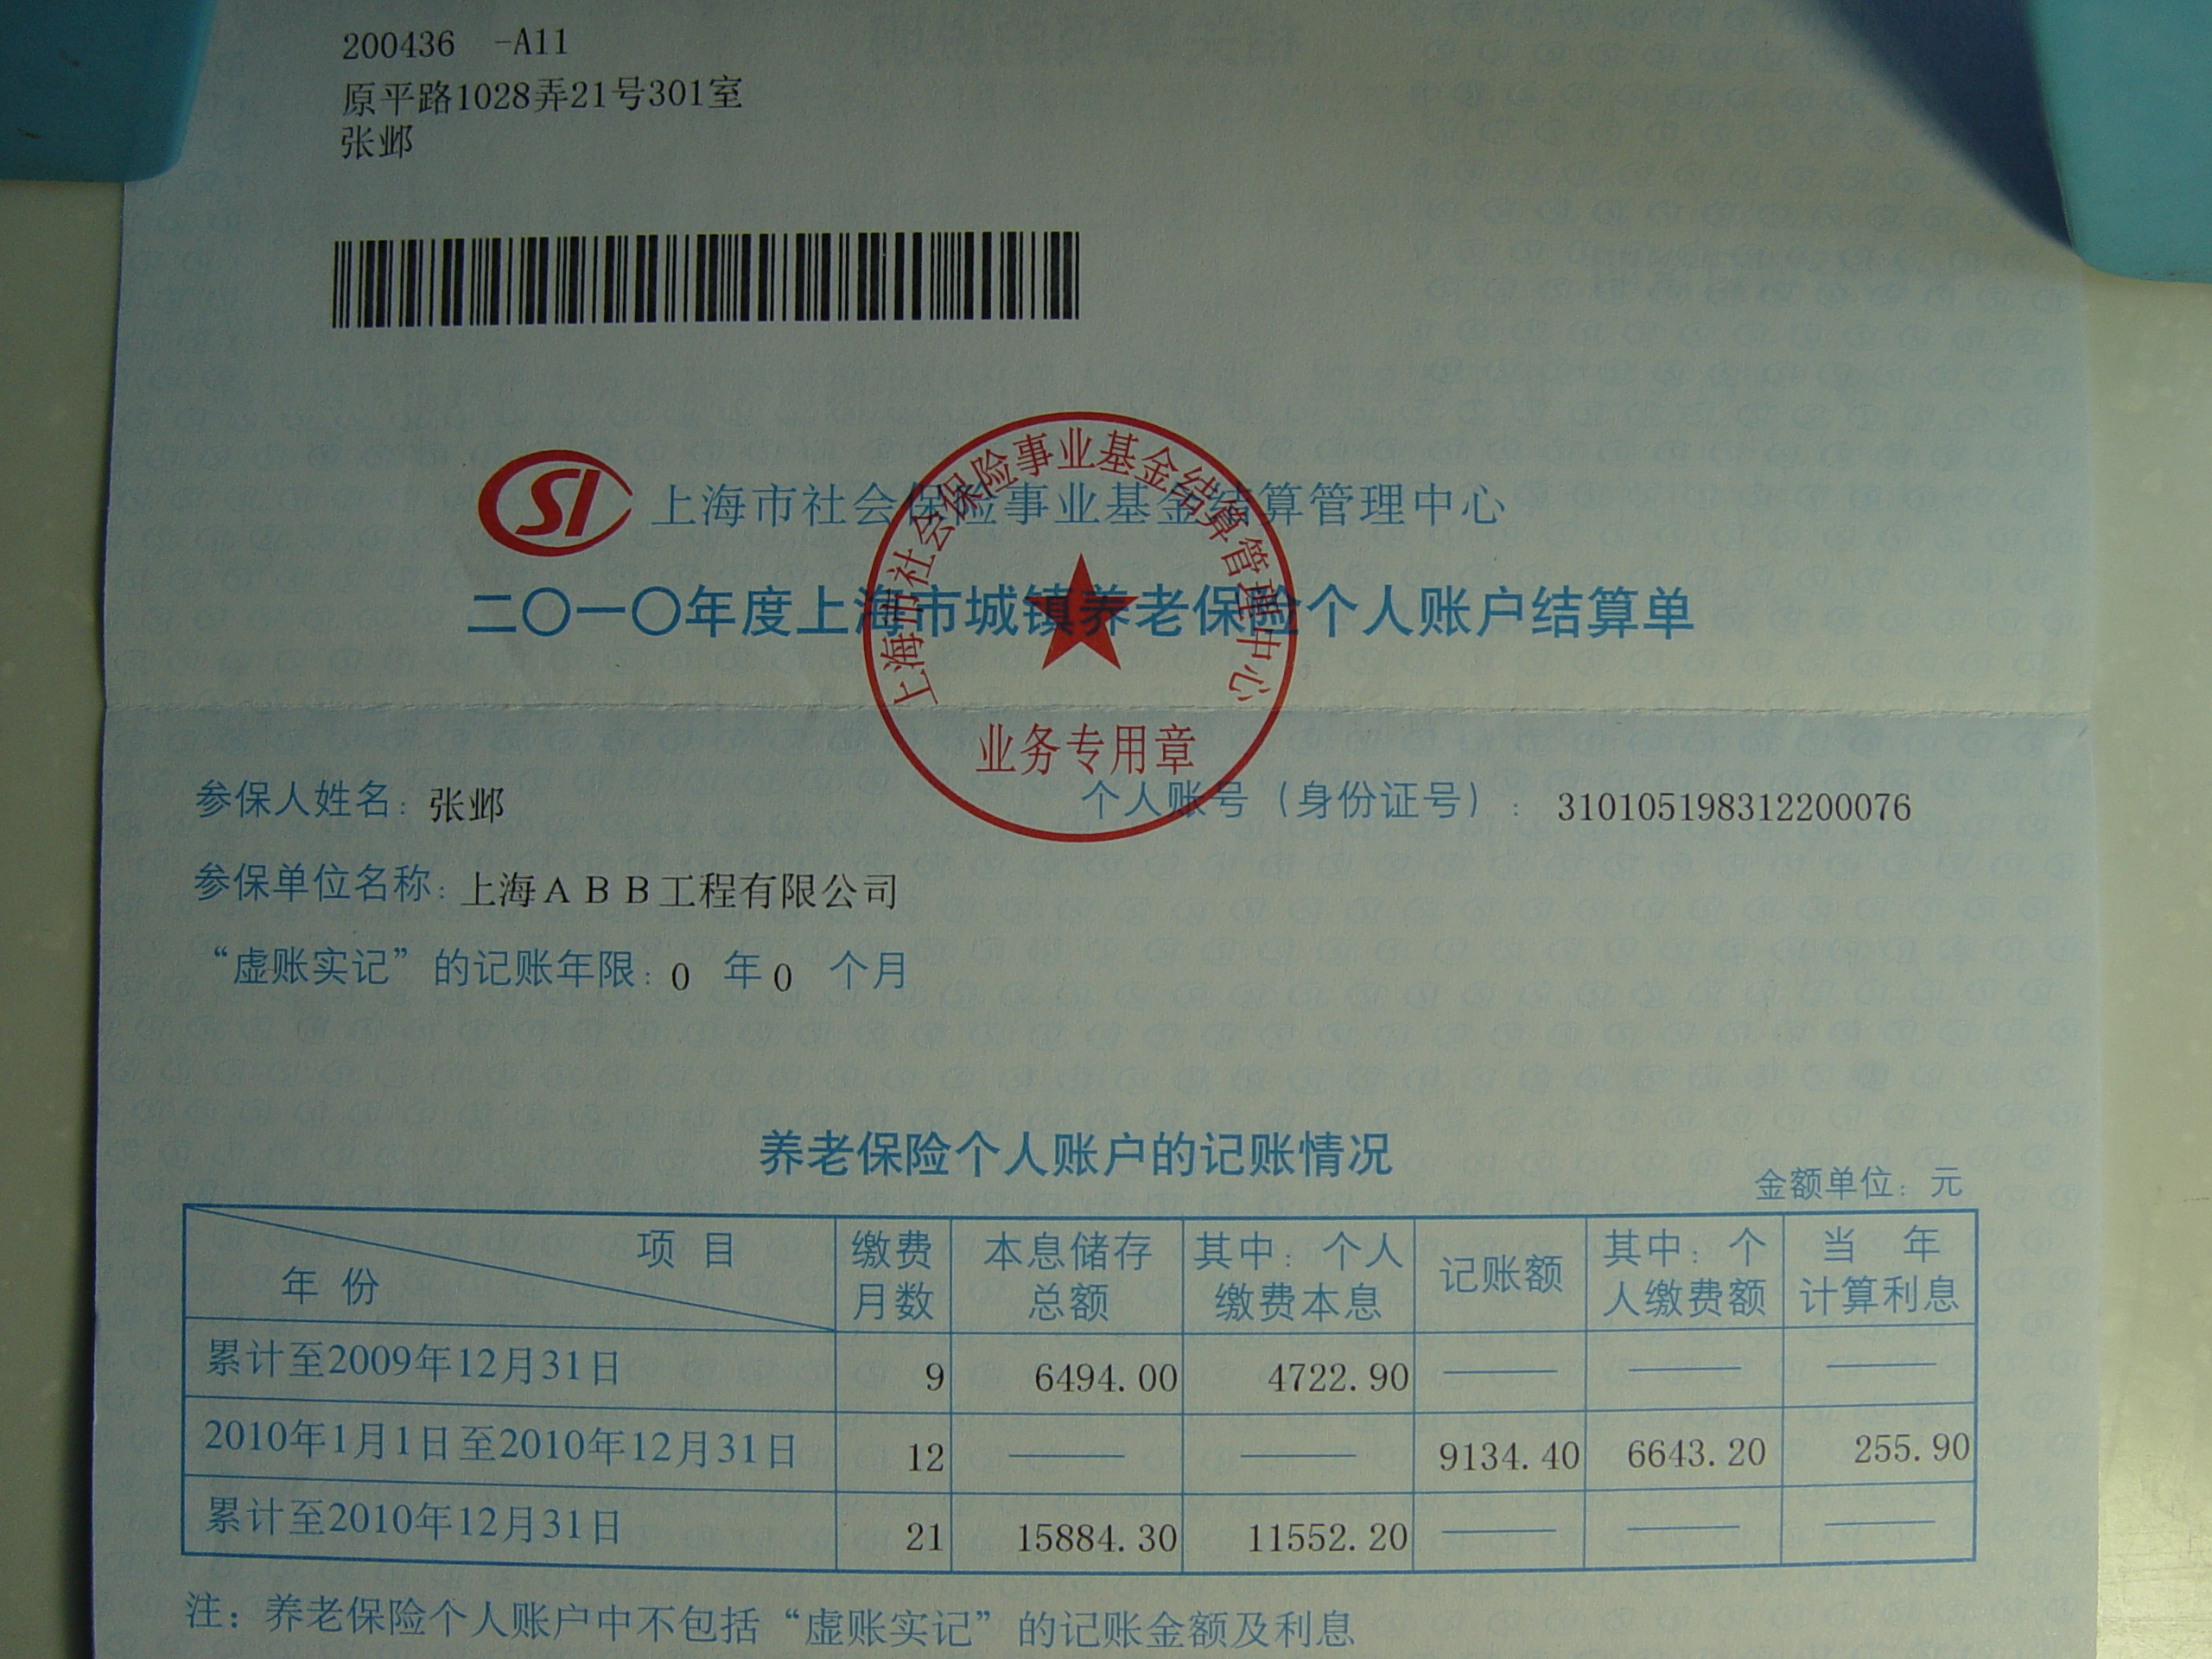 200436 -A11
原平路1028弄21号301室
张邺
SI 上海市社会保险事业基金结算管理中心
上海市社会保险事业基金结算管理中心
二〇一〇年度上海市城镇养老保险个人账户结算单
业务专用章
参保人姓名：张邺 个人账号（身份证号）：310105198312200076
参保单位名称：上海ＡＢＢ工程有限公司
“虚账实记”的记账年限：0 年 0 个月
养老保险个人账户的记账情况
金额单位：元
项 目 年 份 缴费月数 本息储存总额 其中：个人缴费本息 记账额 其中：个人缴费额 当 年计算利息
累计至2009年12月31日 9 6494.00 4722.90 —— —— ——
2010年1月1日至2010年12月31日 12 —— —— 9134.40 6643.20 255.90
累计至2010年12月31日 21 15884.30 11552.20 —— —— ——
注：养老保险个人账户中不包括“虚账实记”的记账金额及利息